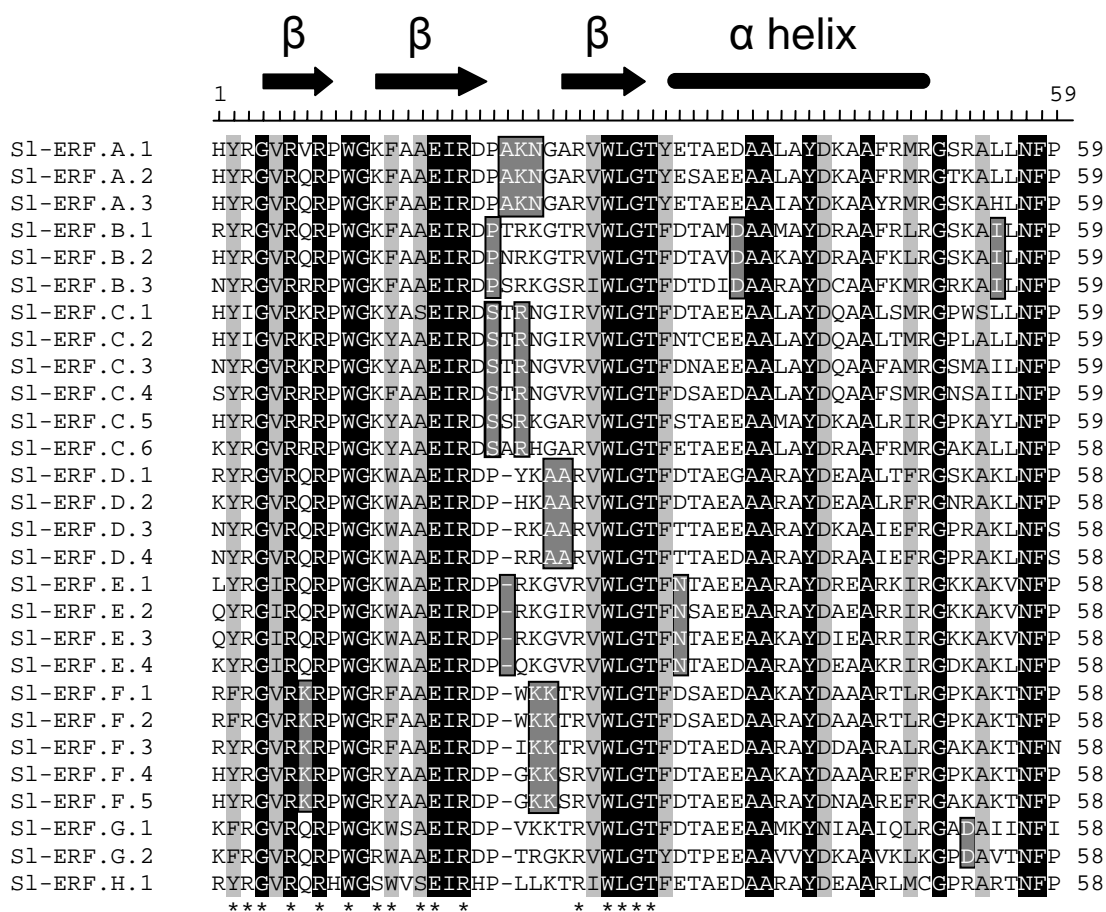 β β β α helix
1 59
Sl-ERF.A.1 HYRGVRVRPWGKFAAEIRDPAKNGARVWLGTYETAEDAALAYDKAAFRMRGSRALLNFP 59
Sl-ERF.A.2 HYRGVRQRPWGKFAAEIRDPAKNGARVWLGTYESAEEAALAYDKAAFRMRGTKALLNFP 59
Sl-ERF.A.3 HYRGVRQRPWGKFAAEIRDPAKNGARVWLGTYETAEEAAIAYDKAAYRMRGSKAHLNFP 59
Sl-ERF.B.1 RYRGVRQRPWGKFAAEIRDPTRKGTRVWLGTFDTAMDAAMAYDRAAFRLRGSKAILNFP 59
Sl-ERF.B.2 HYRGVRQRPWGKFAAEIRDPNRKGTRVWLGTFDTAVDAAKAYDRAAFKLRGSKAILNFP 59
Sl-ERF.B.3 NYRGVRRRPWGKFAAEIRDPSRKGSRIWLGTFDTDIDAARAYDCAAFKMRGRKAILNFP 59
Sl-ERF.C.1 HYIGVRKRPWGKYASEIRDSTRNGIRVWLGTFDTAEEAALAYDQAALSMRGPWSLLNFP 59
Sl-ERF.C.2 HYIGVRKRPWGKYAAEIRDSTRNGIRVWLGTFNTCEEAALAYDQAALTMRGPLALLNFP 59
Sl-ERF.C.3 NYRGVRKRPWGKYAAEIRDSTRNGVRVWLGTFDNAEEAALAYDQAAFAMRGSMAILNFP 59
Sl-ERF.C.4 SYRGVRRRPWGKFAAEIRDSTRNGVRVWLGTFDSAEDAALAYDQAAFSMRGNSAILNFP 59
Sl-ERF.C.5 HYRGVRRRPWGKYAAEIRDSSRKGARVWLGTFSTAEEAAMAYDKAALRIRGPKAYLNFP 59
Sl-ERF.C.6 KYRGVRRRPWGKYAAEIRDSARHGARVWLGTFETAEEAALAYDRAAFRMRGAKALLNFP 58
Sl-ERF.D.1 RYRGVRQRPWGKWAAEIRDP-YKAARVWLGTFDTAEGAARAYDEAALTFRGSKAKLNFP 58
Sl-ERF.D.2 KYRGVRQRPWGKWAAEIRDP-HKAARVWLGTFDTAEEAARAYDEAALRFRGNRAKLNFP 58
Sl-ERF.D.3 NYRGVRQRPWGKWAAEIRDP-RKAARVWLGTFTTAEEAARAYDKAAIEFRGPRAKLNFS 58
Sl-ERF.D.4 NYRGVRQRPWGKWAAEIRDP-RRAARVWLGTFTTAEDAARAYDRAAIEFRGPRAKLNFS 58
Sl-ERF.E.1 LYRGIRQRPWGKWAAEIRDP-RKGVRVWLGTFNTAEEAARAYDREARKIRGKKAKVNFP 58
Sl-ERF.E.2 QYRGIRQRPWGKWAAEIRDP-RKGIRVWLGTFNSAEEAARAYDAEARRIRGKKAKVNFP 58
Sl-ERF.E.3 QYRGIRQRPWGKWAAEIRDP-RKGVRVWLGTFNTAEEAAKAYDIEARRIRGKKAKVNFP 58
Sl-ERF.E.4 KYRGIRQRPWGKWAAEIRDP-QKGVRVWLGTFNTAEDAARAYDEAAKRIRGDKAKLNFP 58
Sl-ERF.F.1 RFRGVRKRPWGRFAAEIRDP-WKKTRVWLGTFDSAEDAAKAYDAAARTLRGPKAKTNFP 58
Sl-ERF.F.2 RFRGVRKRPWGRFAAEIRDP-WKKTRVWLGTFDSAEDAARAYDAAARTLRGPKAKTNFP 58
Sl-ERF.F.3 RYRGVRKRPWGRFAAEIRDP-IKKTRVWLGTFDTAEDAARAYDDAARALRGAKAKTNFN 58
Sl-ERF.F.4 HYRGVRKRPWGRYAAEIRDP-GKKSRVWLGTFDTAEEAAKAYDAAAREFRGPKAKTNFP 58
Sl-ERF.F.5 HYRGVRKRPWGRYAAEIRDP-GKKSRVWLGTFDTAEEAARAYDNAAREFRGAKAKTNFP 58
Sl-ERF.G.1 KFRGVRQRPWGKWSAEIRDP-VKKTRVWLGTFDTAEEAAMKYNIAAIQLRGADAIINFI 58
Sl-ERF.G.2 KFRGVRQRPWGRWAAEIRDP-TRGKRVWLGTYDTPEEAAVVYDKAAVKLKGPDAVTNFP 58
Sl-ERF.H.1 RYRGVRQRHWGSWVSEIRHP-LLKTRIWLGTFETAEDAARAYDEAARLMCGPRARTNFP 58
*** * * * ** ** * * ****